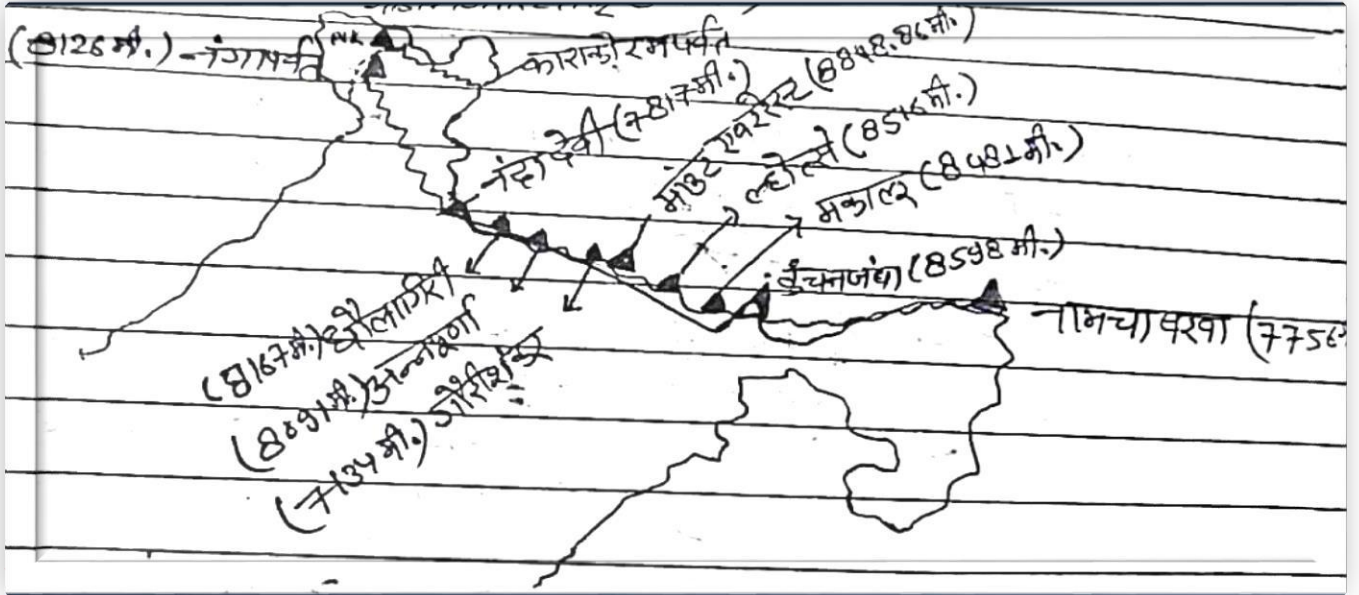 (8126 मी.) नंगापर्वत
काराकोरम पर्वत
नंदा देवी (7817 मी.)
माउंट एवरेस्ट (8848.86 मी.)
ल्होत्से (8516 मी.)
मकालू (8481 मी.)
कुंचनजंघा (8598 मी.)
नामचा बरवा (7756
(8167 मी.) धौलागिरी
(8091 मी.) अन्नपूर्णा
(7134 मी.) गौरीशंकर